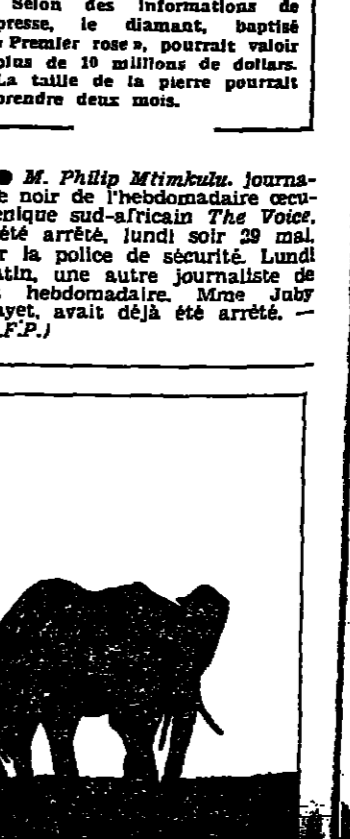 Selon des informations de
presse, le diamant, baptisé
« Premier rose », pourrait valoir
plus de 10 millions de dollars.
La taille de la pierre pourrait
prendre deux mois.
● M. Philip Mtimkulu, journa-
e noir de l'hebdomadaire œcu-
énique sud-africain The Voice,
été arrêté, lundi soir 29 mai,
r la police de sécurité. Lundi
atin, une autre journaliste de
hebdomadaire, Mme Juby
ayet, avait déjà été arrêté. —
.F.P.)